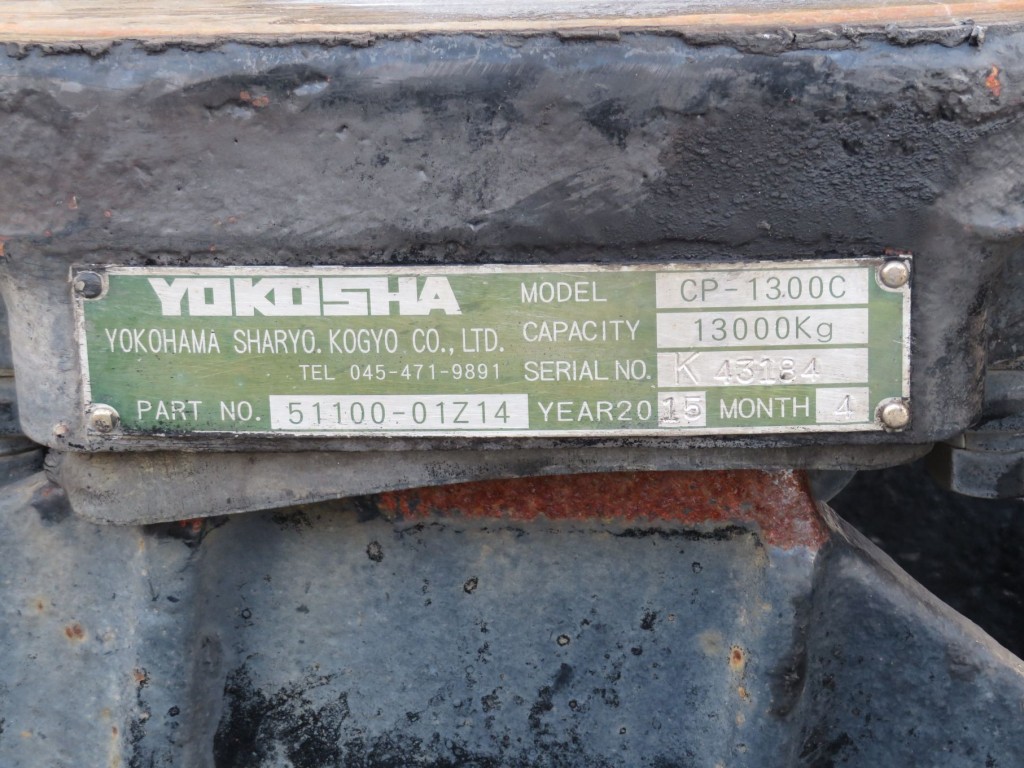 YOKOSHA
YOKOHAMA SHARYO. KOGYO CO., LTD.
TEL 045-471-9891
MODEL CP-1300C
CAPACITY 13000Kg
SERIAL NO. K 43184
PART NO. 51100-01Z14 YEAR2015 MONTH 4